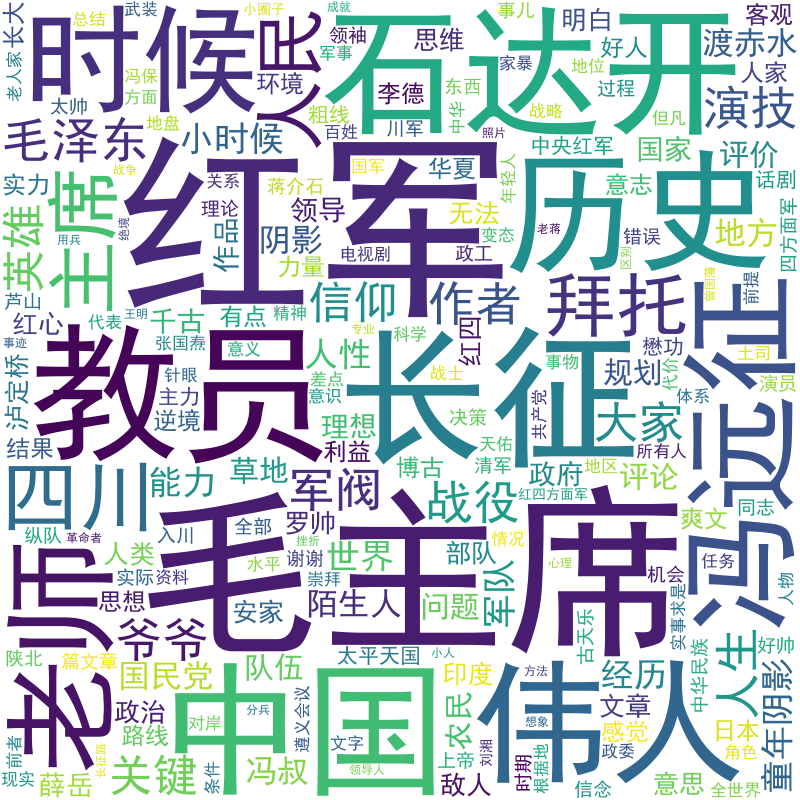 总结
武装
小圈子
成就
事儿
明白
客观
老人家
长大
时候
人民
领袖
军事
思维
好人
渡赤水
冯保
方面
环境
石达开
家暴
地位
人家
太帅
地盘
粗线
李德
东西
过程
毛泽东
小时候
百姓
川军
中华
战略
但凡
演技
照片
中央红军
国家
评价
实力
主席
红军
关系
国军
华夏
年轻人
历史
意志
话剧
理论
蒋介石
领导
无法
老蒋
错误
四方面军
英雄
作品
阴影
电视剧
政工
变态
地方
战争
用兵
绝境
力量
区别
曾国藩
前提
芦山
信仰
作者
拜托
红心
代表
王明
千古
有点
精神
事迹
张国焘
意义
专业
科学
红四
懋功
土司
泸定桥
针眼
教员
人性
差点
意识
战士
长征
事物
规划
代价
演员
冯远征
主力
逆境
决策
共产党
大家
体系
结果
理想
利益
天佑
所有人
四川
能力
草地
博古
清军
地区
政府
评论
军阀
战役
红四方面军
爽文
同志
纵队
革命者
入川
全部
罗帅
挫折
情况
心理
人类
水平
谢谢
世界
部队
机会
任务
人物
老师
实际
资料
崇拜
毛主席
思想
安家
陌生人
问题
军队
实事求是
古天乐
好帅
陕北
爷爷
太平天国
小人
篇文章
国民党
队伍
印度
伟人
经历
人生
中华民族
童年阴影
政治
中国
农民
方法
文章
路线
对岸
分兵
遵义会议
上帝
想象
感觉
日本
角色
前者
现实
薛岳
长征路
关键
条件
冯叔
文字
领导人
刘湘
敌人
时期
根据地
政委
信念
意思
全世界